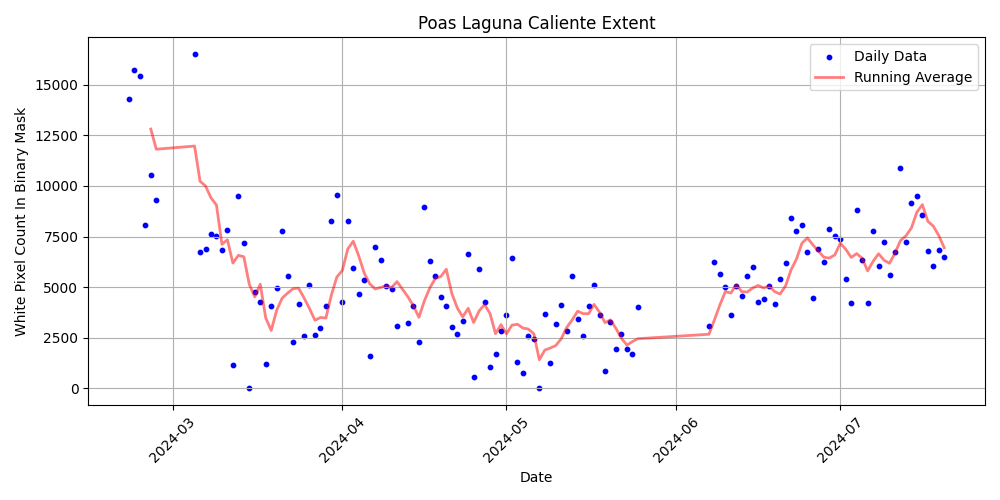 Poas Laguna Caliente Extent
Daily Data
Running Average
White Pixel Count In Binary Mask
15000
12500
10000
7500
5000
2500
0
2024-03
2024-04
2024-05
2024-06
2024-07
Date